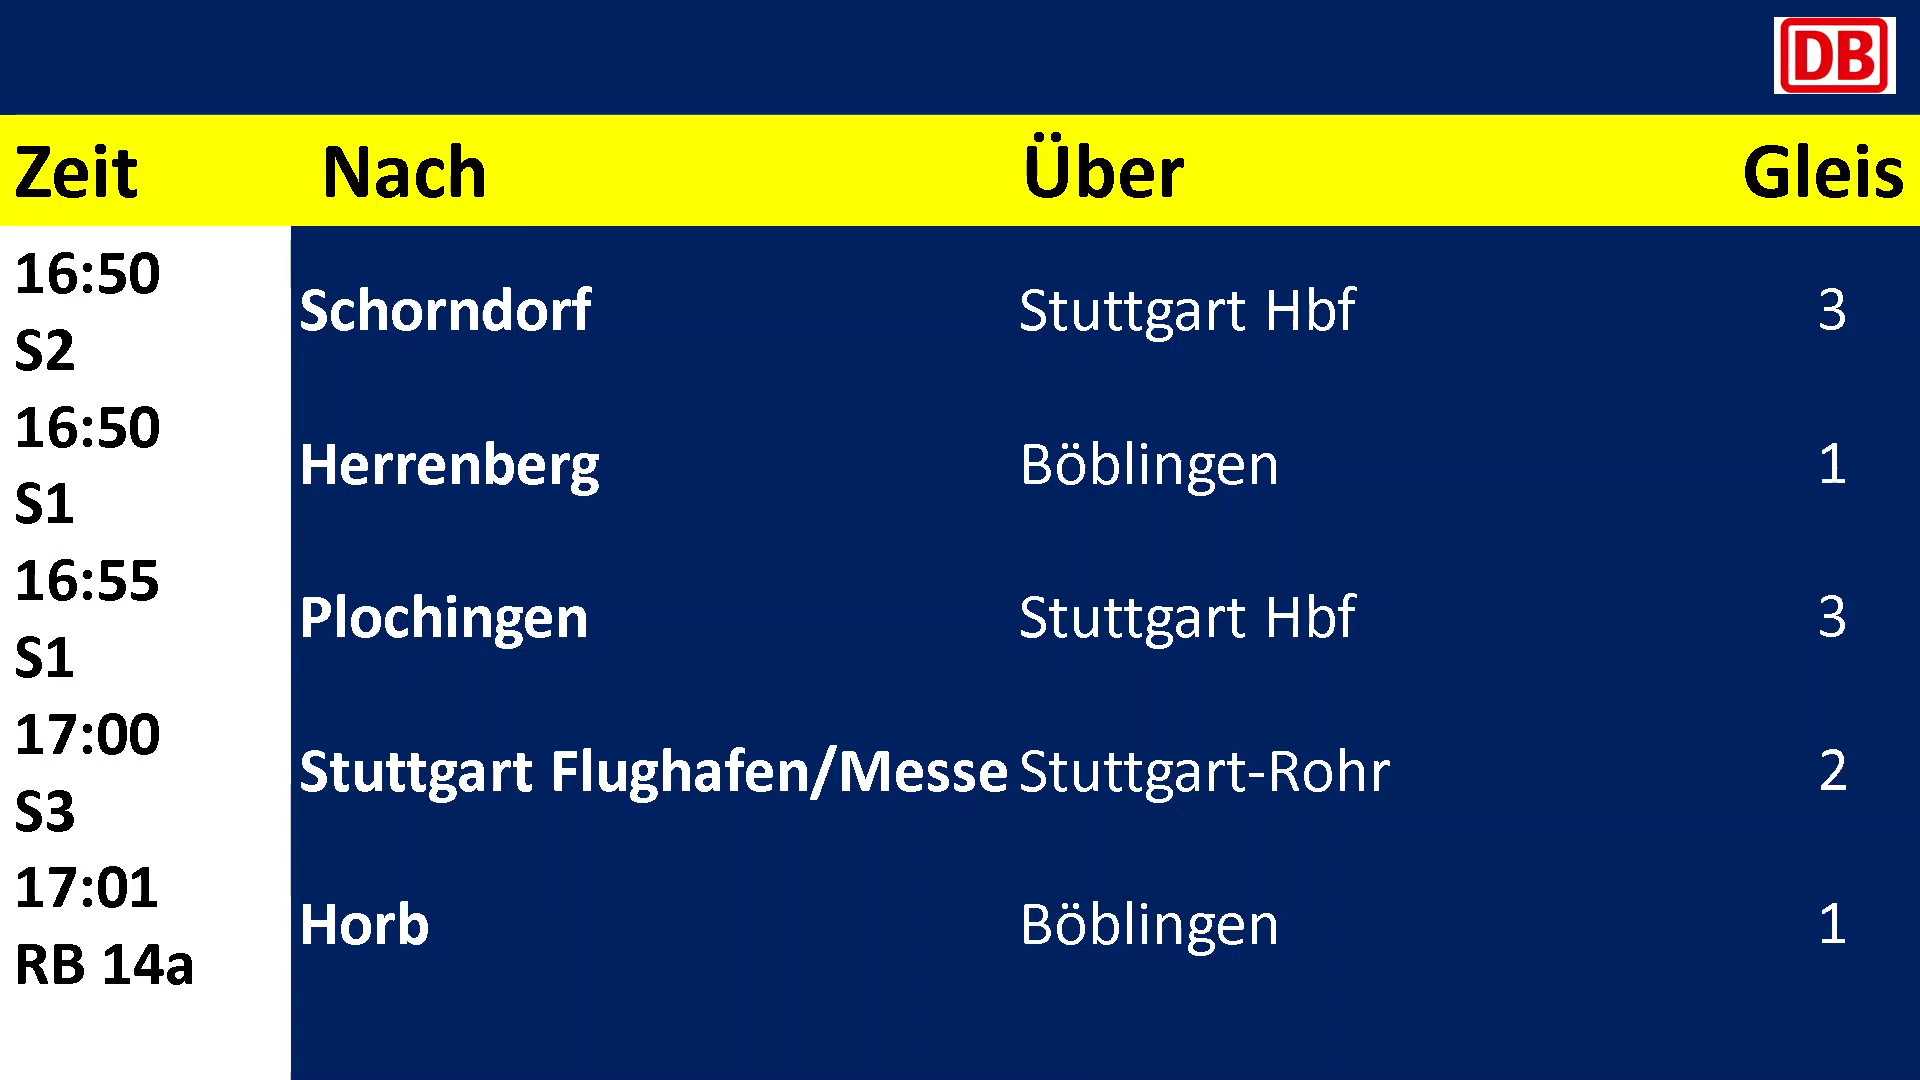 DB
Zeit Nach Über Gleis
16:50
S2 Schorndorf Stuttgart Hbf 3
16:50
S1 Herrenberg Böblingen 1
16:55
S1 Plochingen Stuttgart Hbf 3
17:00
S3 Stuttgart Flughafen/Messe Stuttgart-Rohr 2
17:01
RB 14a Horb Böblingen 1